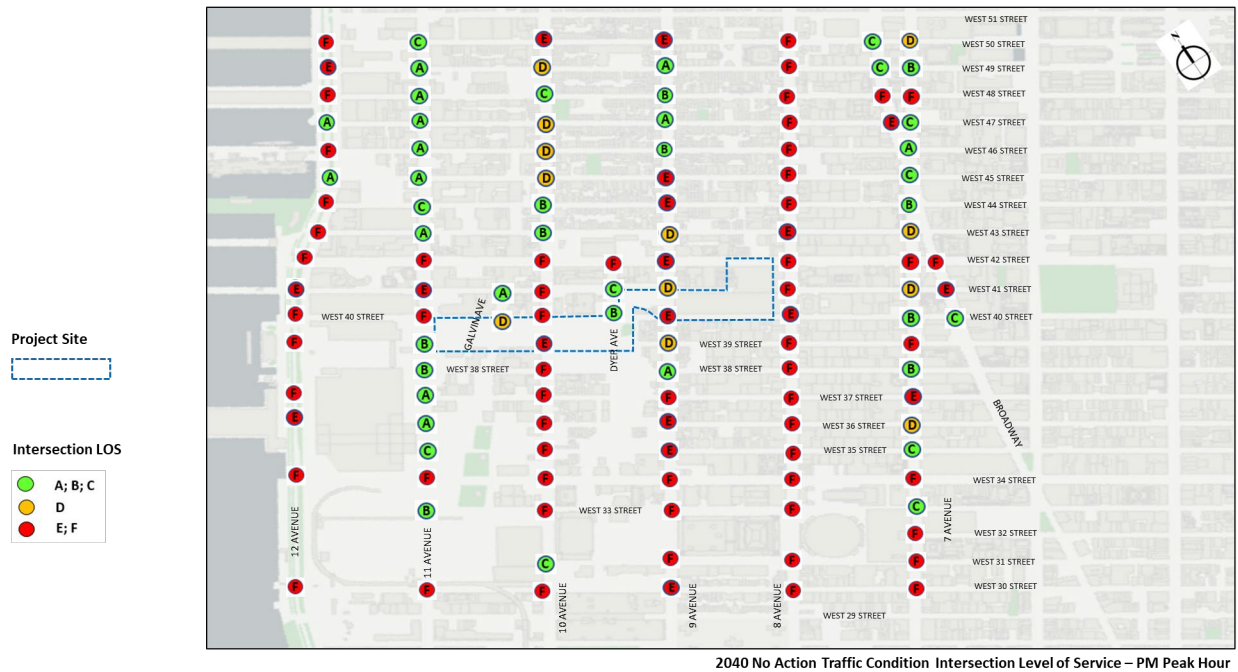 WEST 51 STREET
F C E E F C D WEST 50 STREET
E A D A F C B WEST 49 STREET
F A C B F F F WEST 48 STREET
A A D A F E C WEST 47 STREET
F A D B F A WEST 46 STREET
A A D E F C WEST 45 STREET
F C B E F B WEST 44 STREET
F A B D E D WEST 43 STREET
F F F F E F F F WEST 42 STREET
E E A F C D F D E WEST 41 STREET
F WEST 40 STREET F D F B E E B C WEST 40 STREET
GALVIN AVE
DYER AVE
Project Site
F B E D WEST 39 STREET F F
B WEST 38 STREET F A WEST 38 STREET F B
F A F F F WEST 37 STREET E
E A F E F WEST 36 STREET D
BROADWAY
Intersection LOS
C F E F WEST 35 STREET C
F F F F F F WEST 34 STREET
A; B; C
D
E; F
B F WEST 33 STREET F F C
12 AVENUE
11 AVENUE
7 AVENUE
F WEST 32 STREET
C F F F WEST 31 STREET
F F F E F F WEST 30 STREET
10 AVENUE
9 AVENUE
8 AVENUE
WEST 29 STREET
2040 No Action Traffic Condition Intersection Level of Service – PM Peak Hour